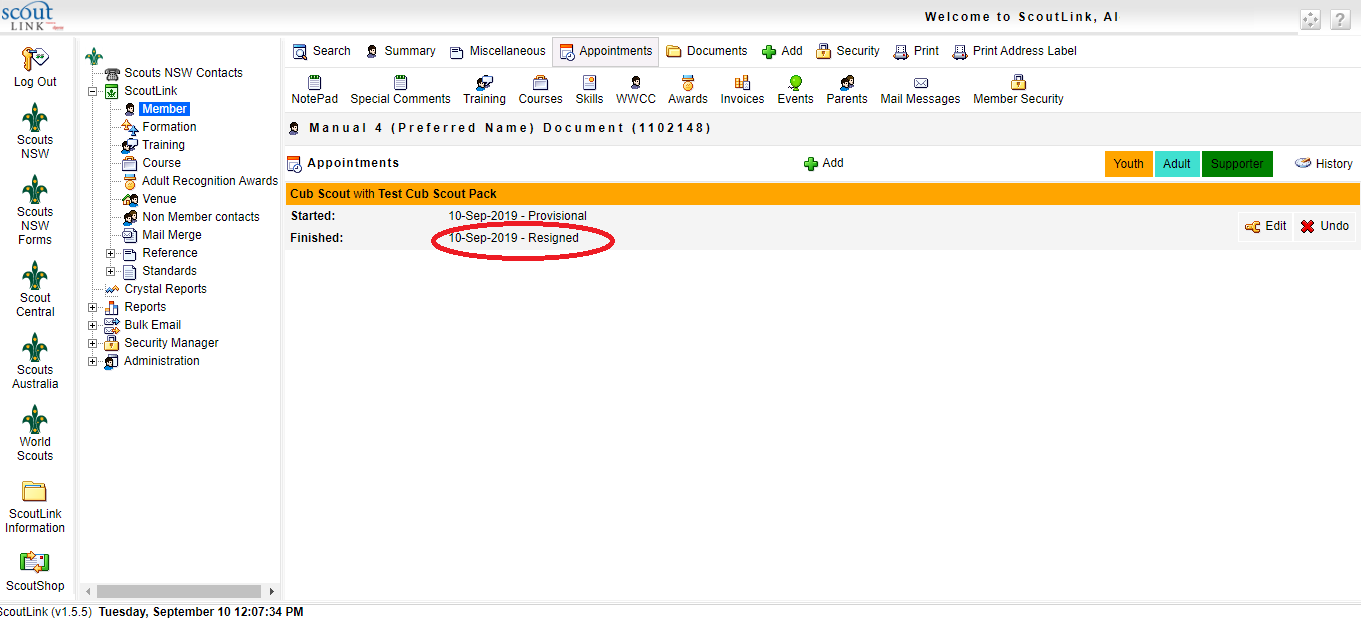 scout
LINK
Welcome to ScoutLink, Al
?
Log Out
Scouts
NSW
Scouts
NSW
Forms
Scout
Central
Scouts
Australia
World
Scouts
ScoutLink
Information
ScoutShop
Scouts NSW Contacts
ScoutLink
Member
Formation
Training
Course
Adult Recognition Awards
Venue
Non Member contacts
Mail Merge
Reference
Standards
Crystal Reports
Reports
Bulk Email
Security Manager
Administration
Search Summary Miscellaneous Appointments Documents Add Security Print Print Address Label
NotePad Special Comments Training Courses Skills WWCC Awards Invoices Events Parents Mail Messages Member Security
Manual 4 (Preferred Name) Document (1102148)
Appointments Add Youth Adult Supporter History
Cub Scout with Test Cub Scout Pack
Started: 10-Sep-2019 - Provisional
Finished: 10-Sep-2019 - Resigned Edit Undo
ScoutLink (v1.5.5) Tuesday, September 10 12:07:34 PM